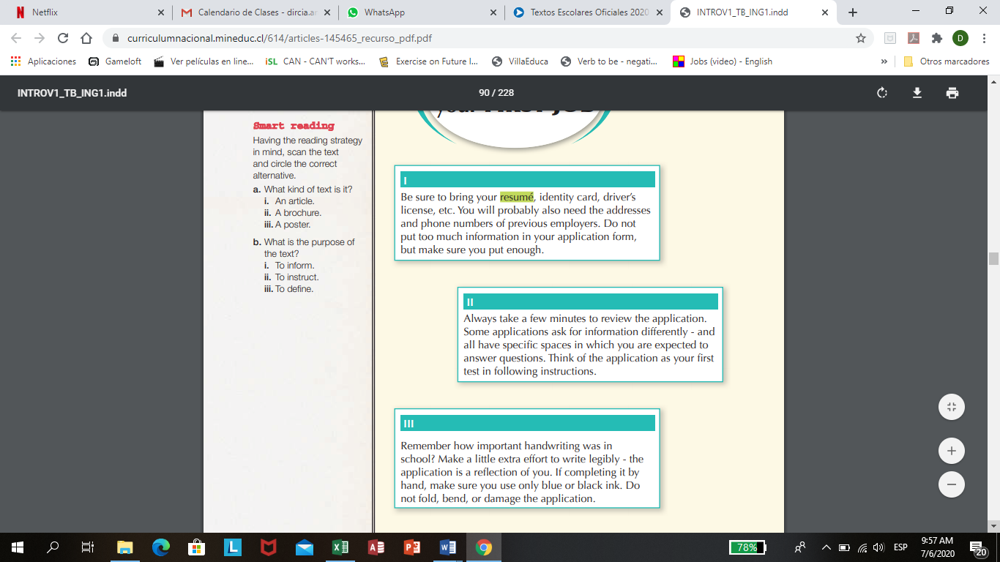 Netflix
Calendario de Clases - dircia.ar
WhatsApp
Textos Escolares Oficiales 2020
INTROV1_TB_ING1.indd
curriculumnacional.mineduc.cl/614/articles-145465_recurso_pdf.pdf
D
Aplicaciones
Gameloft
Ver películas en line...
iSL CAN - CAN'T works...
Exercise on Future I...
VillaEduca
Verb to be - negati...
Jobs (video) - English
»
Otros marcadores
INTROV1_TB_ING1.indd
90 / 228
your FIRST JOB
Smart reading
Having the reading strategy
in mind, scan the text
and circle the correct
alternative.
a. What kind of text is it?
i. An article.
ii. A brochure.
iii. A poster.
b. What is the purpose of
the text?
i. To inform.
ii. To instruct.
iii. To define.
I
Be sure to bring your resumé, identity card, driver's
license, etc. You will probably also need the addresses
and phone numbers of previous employers. Do not
put too much information in your application form,
but make sure you put enough.
II
Always take a few minutes to review the application.
Some applications ask for information differently - and
all have specific spaces in which you are expected to
answer questions. Think of the application as your first
test in following instructions.
III
Remember how important handwriting was in
school? Make a little extra effort to write legibly - the
application is a reflection of you. If completing it by
hand, make sure you use only blue or black ink. Do
not fold, bend, or damage the application.
78%
ESP
9:57 AM
7/6/2020
20